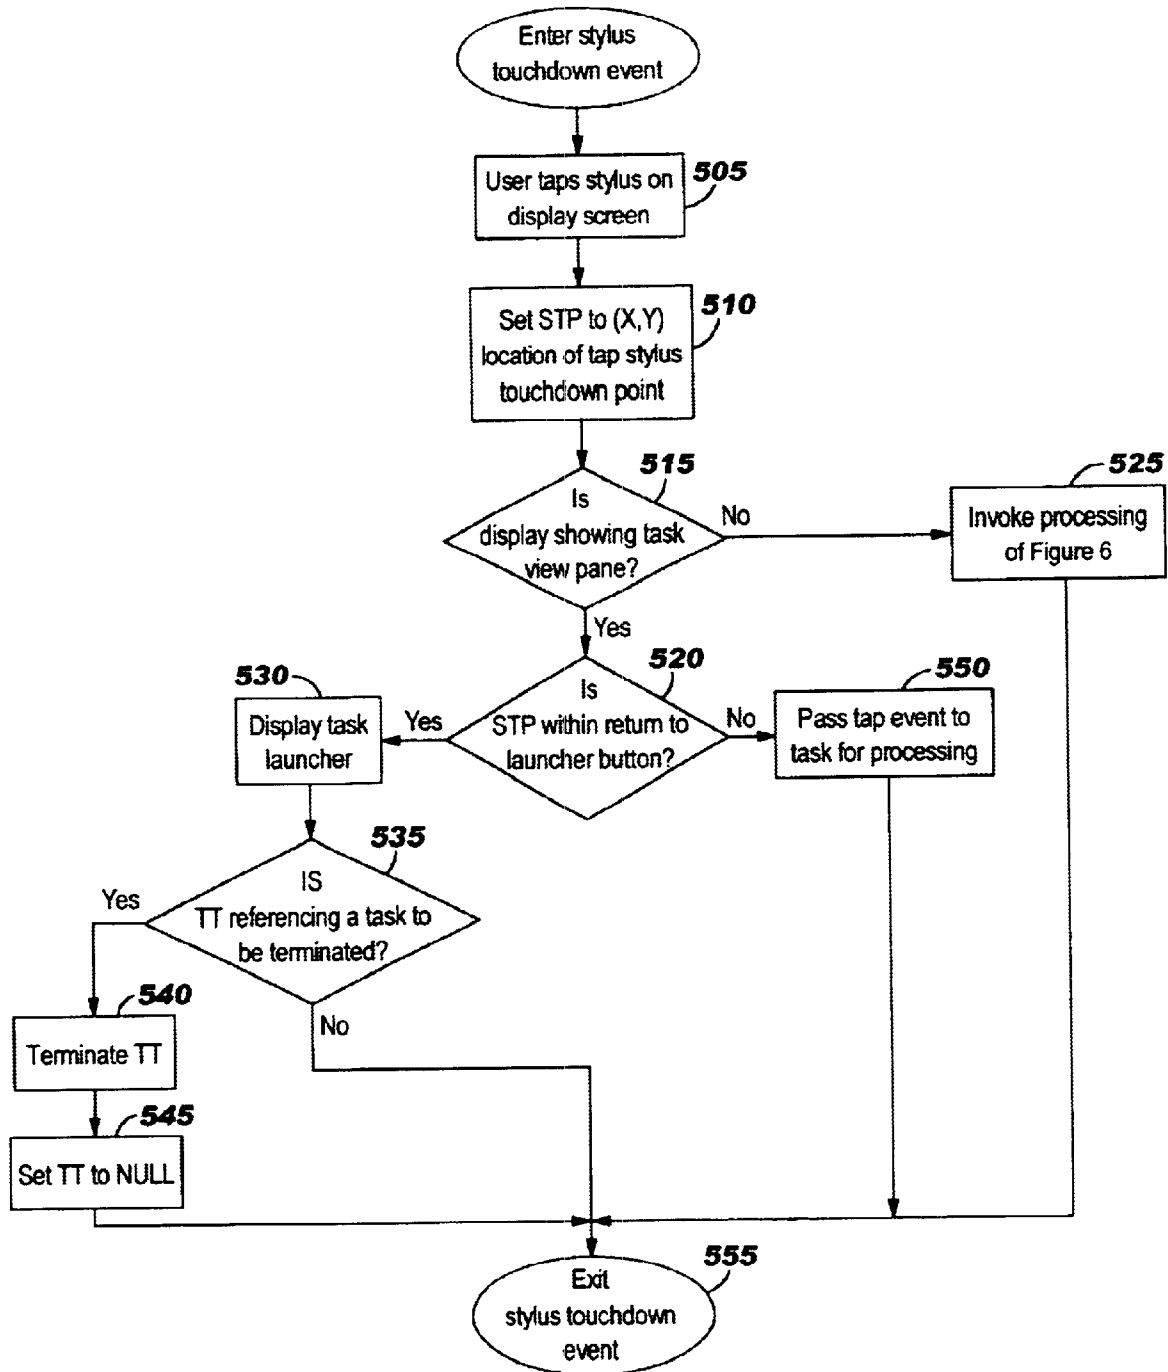 Enter stylus
touchdown event
505
User taps stylus on
display screen
510
Set STP to (X,Y)
location of tap stylus
touchdown point
515
Is
display showing task
view pane?
No
525
Invoke processing
of Figure 6
Yes
520
Is
STP within return to
launcher button?
Yes
No
530
Display task
launcher
550
Pass tap event to
task for processing
535
IS
TT referencing a task to
be terminated?
Yes
No
540
Terminate TT
545
Set TT to NULL
555
Exit
stylus touchdown
event